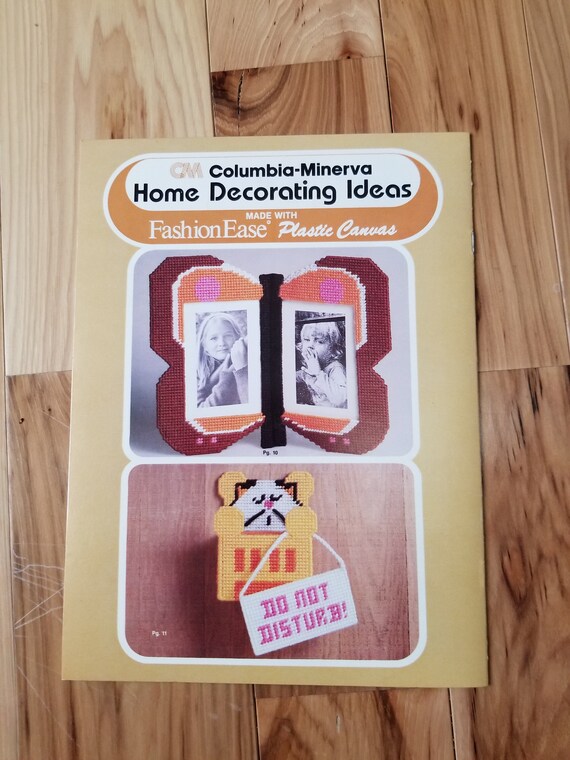 CM Columbia-Minerva
Home Decorating Ideas
MADE WITH
FashionEase® Plastic Canvas
Pg. 10
DO NOT
DISTURB!
Pg. 11